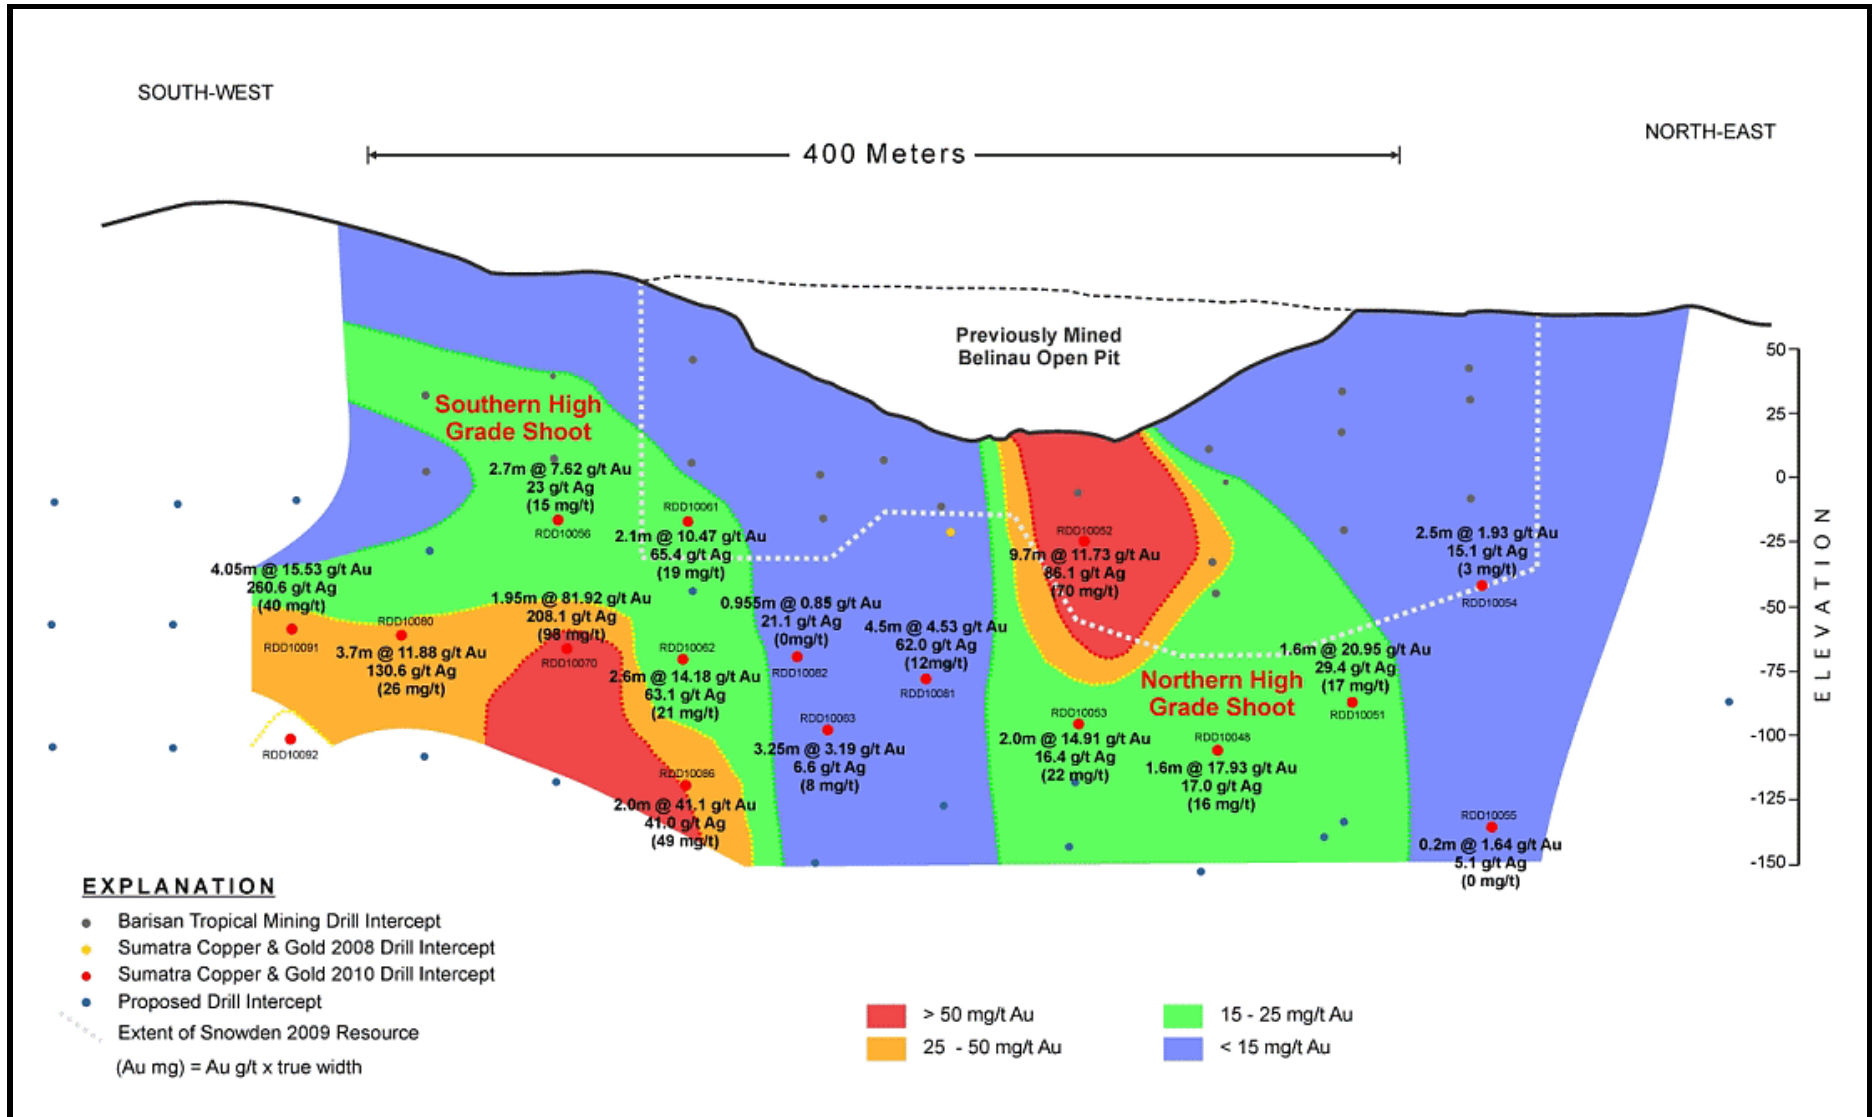 SOUTH-WEST
NORTH-EAST
400 Meters
Previously Mined
Belinau Open Pit
50
25
0
-25
-50
-75
-100
-125
-150
ELEVATION
Southern High
Grade Shoot
2.7m @ 7.62 g/t Au
23 g/t Ag
(15 mg/t)
RDD10056
RDD10061
2.1m @ 10.47 g/t Au
65.4 g/t Ag
(19 mg/t)
4.05m @ 15.53 g/t Au
260.6 g/t Ag
(40 mg/t)
RDD10091
RDD10080
3.7m @ 11.88 g/t Au
130.6 g/t Ag
(26 mg/t)
1.95m @ 81.92 g/t Au
208.1 g/t Ag
(98 mg/t)
RDD10070
RDD10062
2.6m @ 14.18 g/t Au
63.1 g/t Ag
(21 mg/t)
0.955m @ 0.85 g/t Au
21.1 g/t Ag
(0mg/t)
RDD10082
4.5m @ 4.53 g/t Au
62.0 g/t Ag
(12mg/t)
RDD10081
RDD10063
3.25m @ 3.19 g/t Au
6.6 g/t Ag
(8 mg/t)
RDD10092
RDD10086
2.0m @ 41.1 g/t Au
41.0 g/t Ag
(49 mg/t)
RDD10052
9.7m @ 11.73 g/t Au
86.1 g/t Ag
(70 mg/t)
2.5m @ 1.93 g/t Au
15.1 g/t Ag
(3 mg/t)
RDD10054
1.6m @ 20.95 g/t Au
29.4 g/t Ag
(17 mg/t)
RDD10051
Northern High
Grade Shoot
RDD10053
2.0m @ 14.91 g/t Au
16.4 g/t Ag
(22 mg/t)
RDD10048
1.6m @ 17.93 g/t Au
17.0 g/t Ag
(16 mg/t)
RDD10055
0.2m @ 1.64 g/t Au
5.1 g/t Ag
(0 mg/t)
EXPLANATION
Barisan Tropical Mining Drill Intercept
Sumatra Copper & Gold 2008 Drill Intercept
Sumatra Copper & Gold 2010 Drill Intercept
Proposed Drill Intercept
Extent of Snowden 2009 Resource
(Au mg) = Au g/t x true width
> 50 mg/t Au
25 - 50 mg/t Au
15 - 25 mg/t Au
< 15 mg/t Au